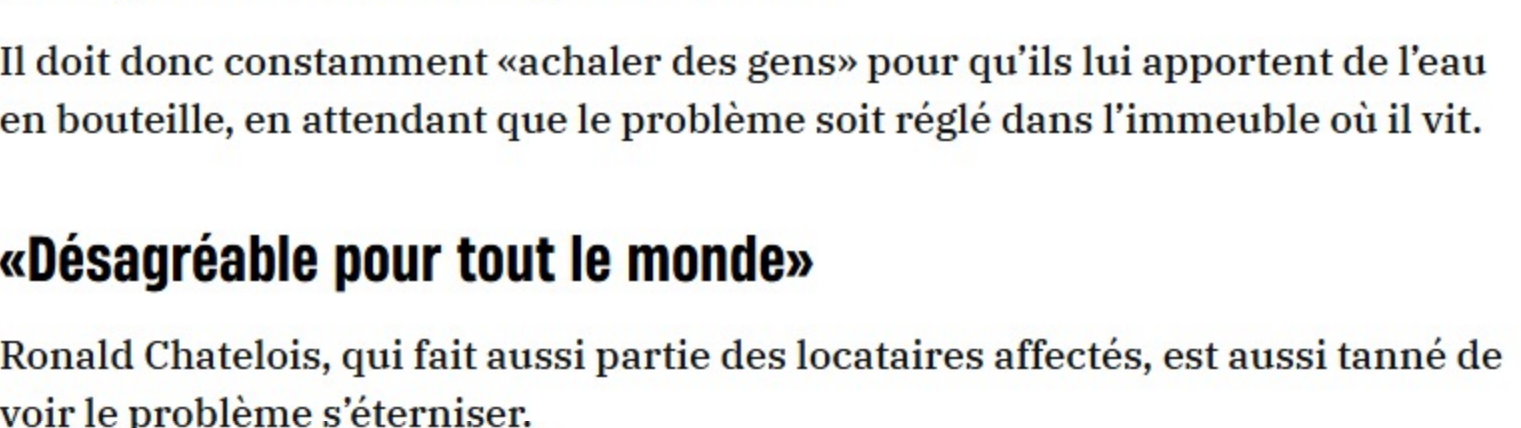 Il doit donc constamment «achaler des gens» pour qu’ils lui apportent de l’eau
en bouteille, en attendant que le problème soit réglé dans l’immeuble où il vit.
«Désagréable pour tout le monde»
Ronald Chatelois, qui fait aussi partie des locataires affectés, est aussi tanné de
voir le problème s’éterniser.